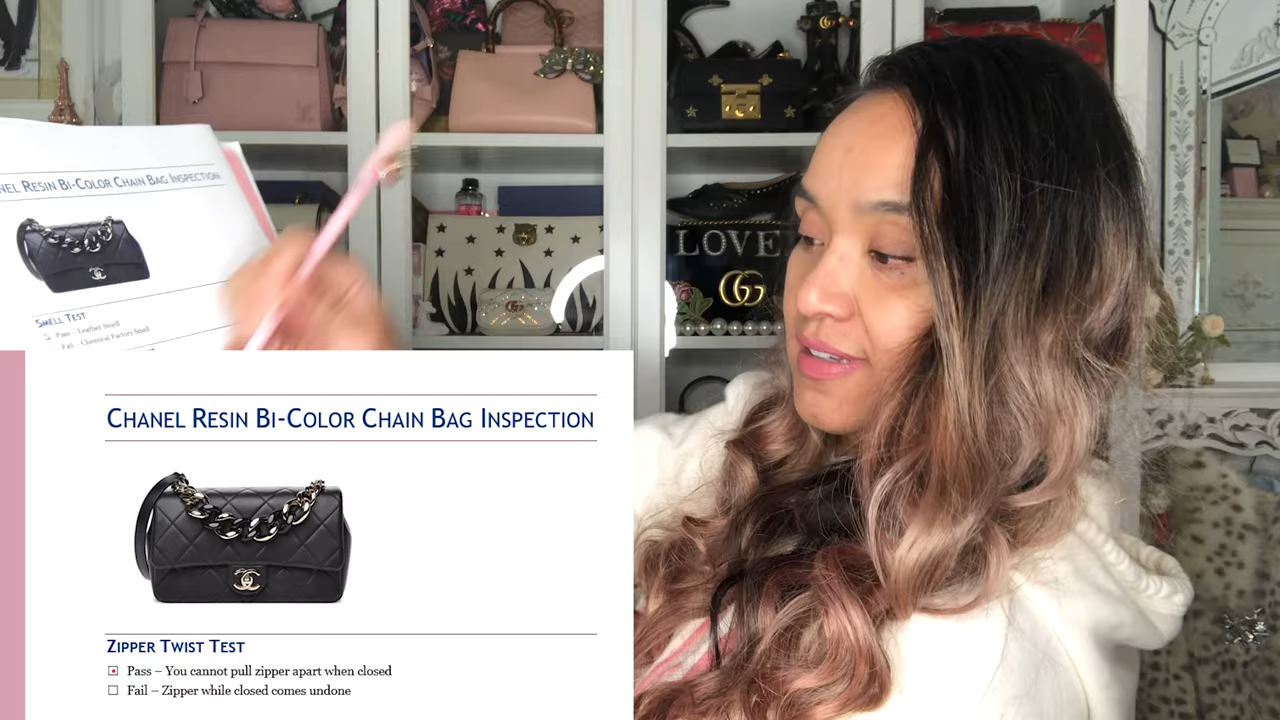 NEL RESIN BI-COLOR CHAIN BAG INSPECTION
SMELL TEST
Pass – Leather Smell
Fail – Chemical Factory Smell
LOVE
GG
GG
CHANEL RESIN BI-COLOR CHAIN BAG INSPECTION
ZIPPER TWIST TEST
Pass – You cannot pull zipper apart when closed
Fail – Zipper while closed comes undone